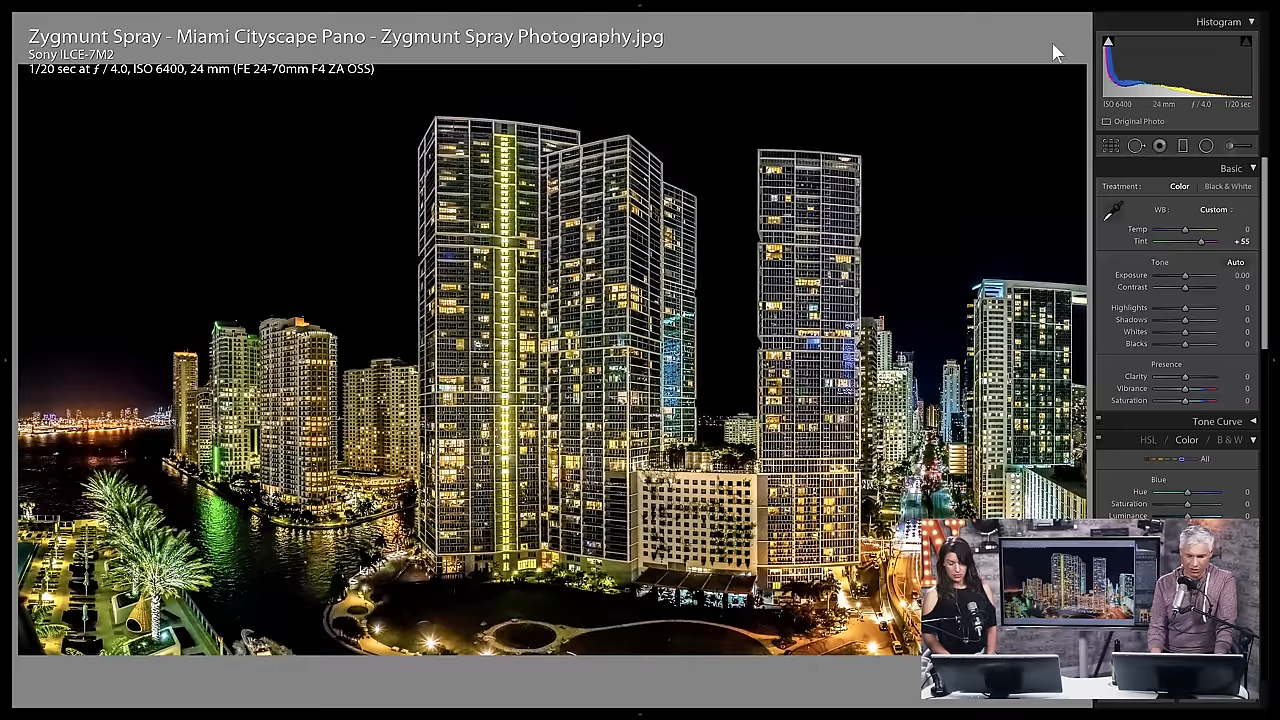 Zygmunt Spray - Miami Cityscape Pano - Zygmunt Spray Photography.jpg
Sony ILCE-7M2
1/20 sec at ƒ / 4.0, ISO 6400, 24 mm (FE 24-70mm F4 ZA OSS)
Histogram
ISO 6400 24 mm ƒ / 4.0 1/20 sec
Original Photo
Basic
Treatment : Color Black & White
WB : Custom
Temp 0
Tint + 55
Tone Auto
Exposure 0.00
Contrast 0
Highlights 0
Shadows 0
Whites 0
Blacks 0
Presence
Clarity 0
Vibrance 0
Saturation 0
Tone Curve
HSL / Color / B & W
All
Blue
Hue 0
Saturation 0
Luminance 0